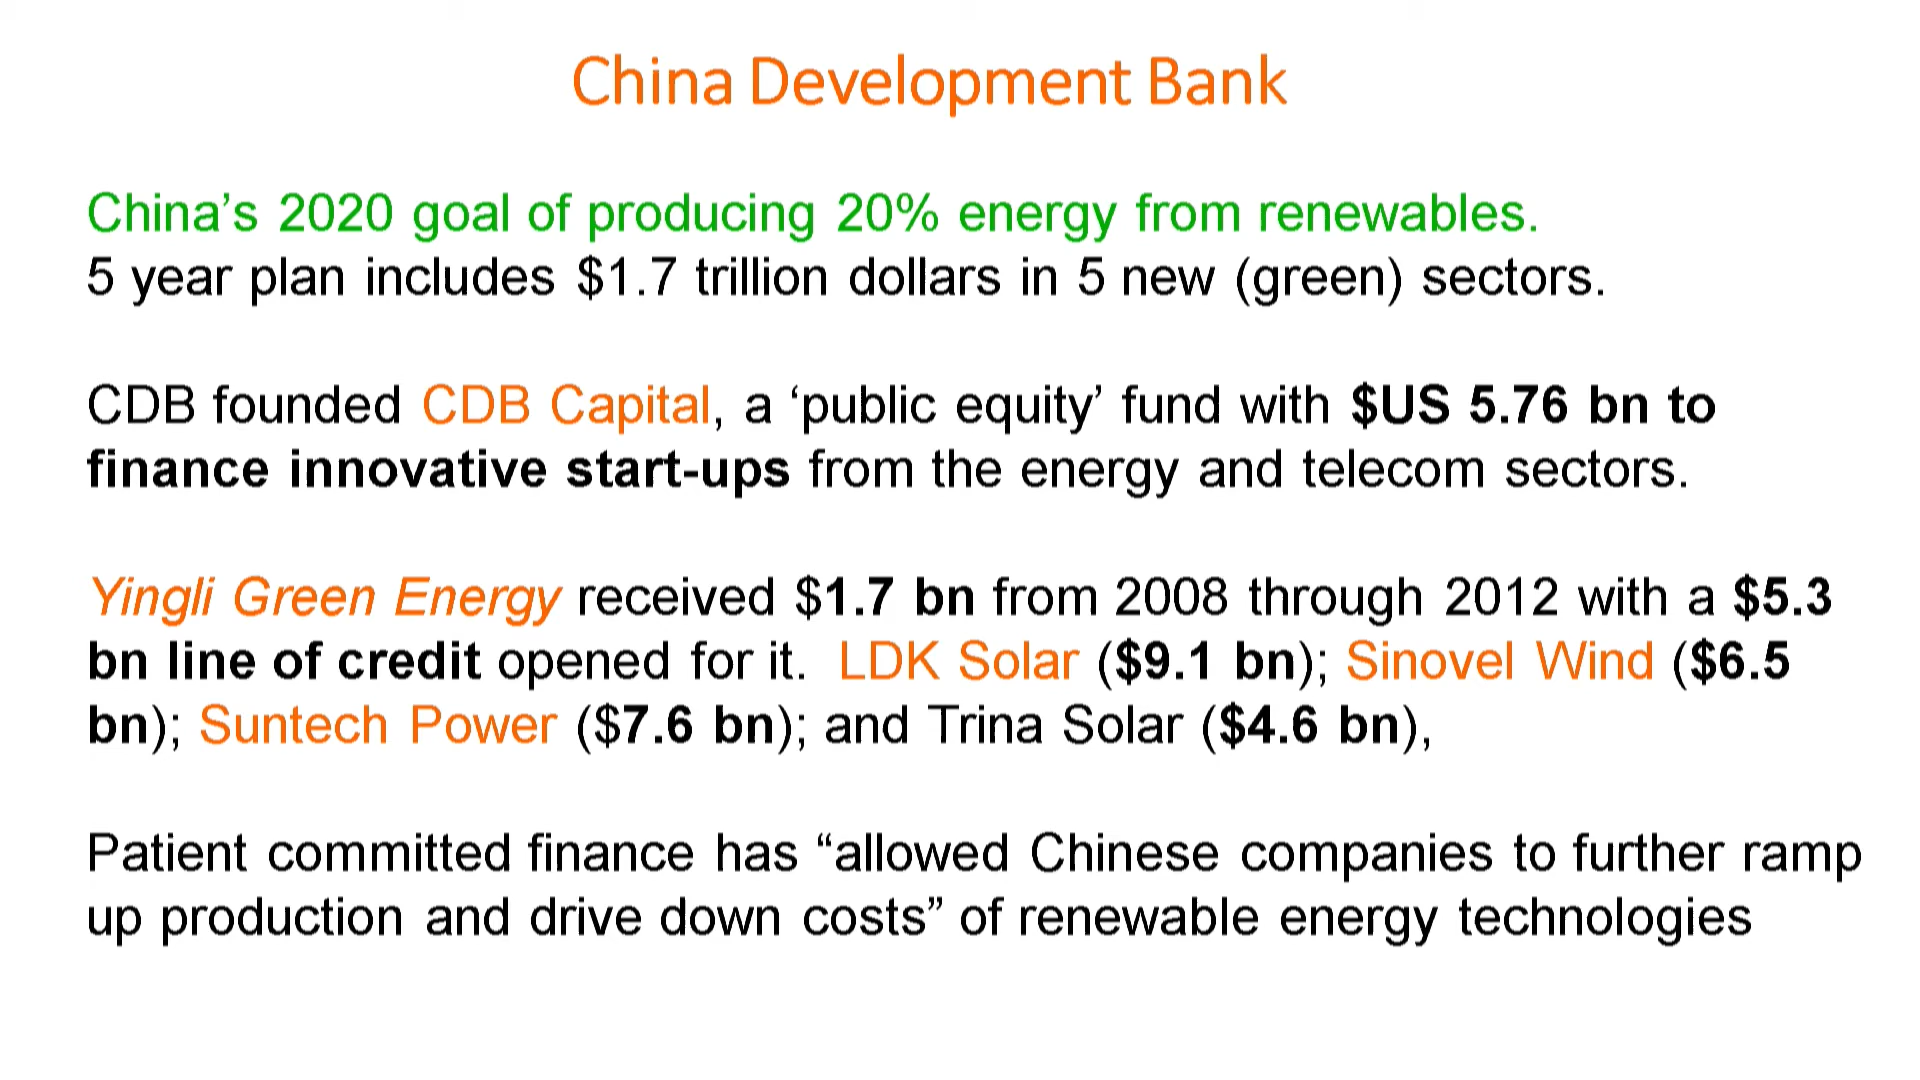 China Development Bank
China’s 2020 goal of producing 20% energy from renewables.
5 year plan includes $1.7 trillion dollars in 5 new (green) sectors.
CDB founded CDB Capital, a ‘public equity’ fund with $US 5.76 bn to
finance innovative start-ups from the energy and telecom sectors.
Yingli Green Energy received $1.7 bn from 2008 through 2012 with a $5.3
bn line of credit opened for it. LDK Solar ($9.1 bn); Sinovel Wind ($6.5
bn); Suntech Power ($7.6 bn); and Trina Solar ($4.6 bn),
Patient committed finance has “allowed Chinese companies to further ramp
up production and drive down costs” of renewable energy technologies